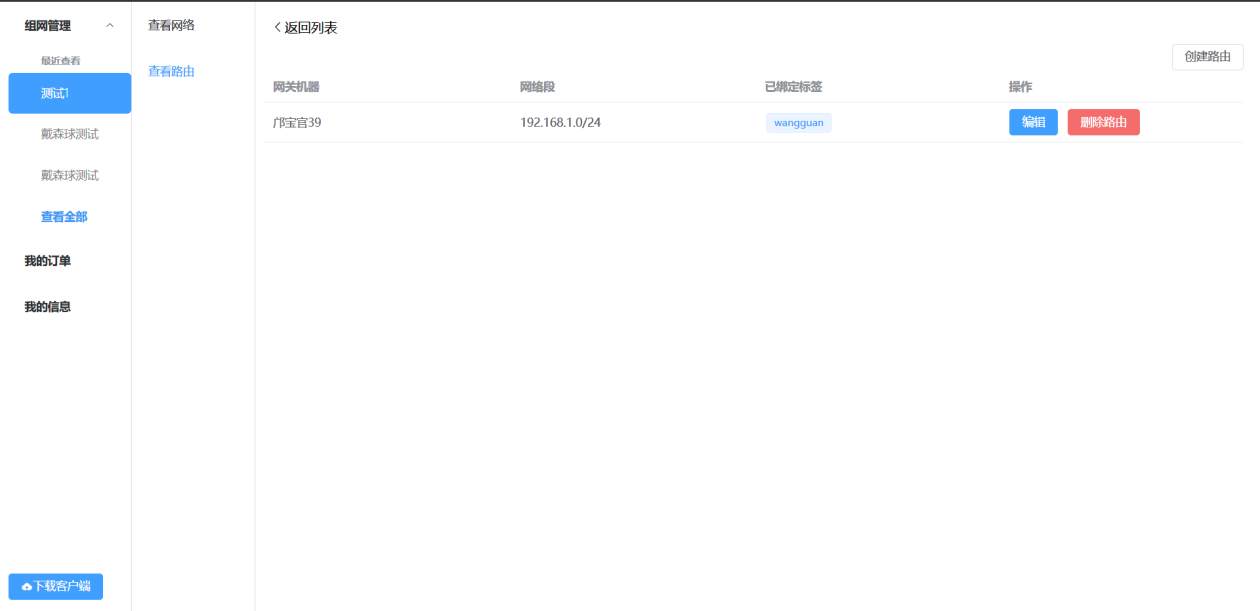 组网管理
最近查看
测试1
戴森球测试
戴森球测试
查看全部
我的订单
我的信息
下载客户端
查看网络
查看路由
返回列表
创建路由
网关机器 网络段 已绑定标签 操作
邝宝官39 192.168.1.0/24 wangguan 编辑 删除路由